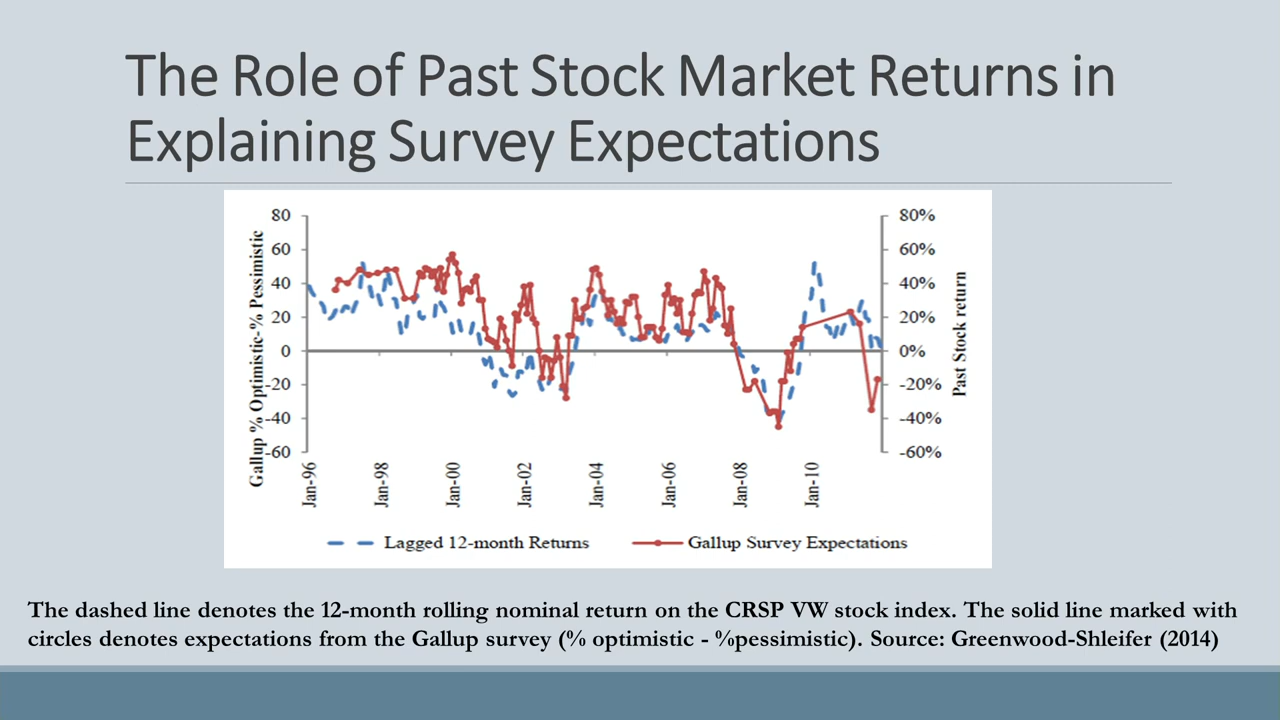 The Role of Past Stock Market Returns in
Explaining Survey Expectations
Gallup % Optimistic-% Pessimistic
80
60
40
20
0
-20
-40
-60
80%
60%
40%
20%
0%
-20%
-40%
-60%
Past Stock return
Jan-96
Jan-98
Jan-00
Jan-02
Jan-04
Jan-06
Jan-08
Jan-10
Lagged 12-month Returns
Gallup Survey Expectations
The dashed line denotes the 12-month rolling nominal return on the CRSP VW stock index. The solid line marked with
circles denotes expectations from the Gallup survey (% optimistic - %pessimistic). Source: Greenwood-Shleifer (2014)